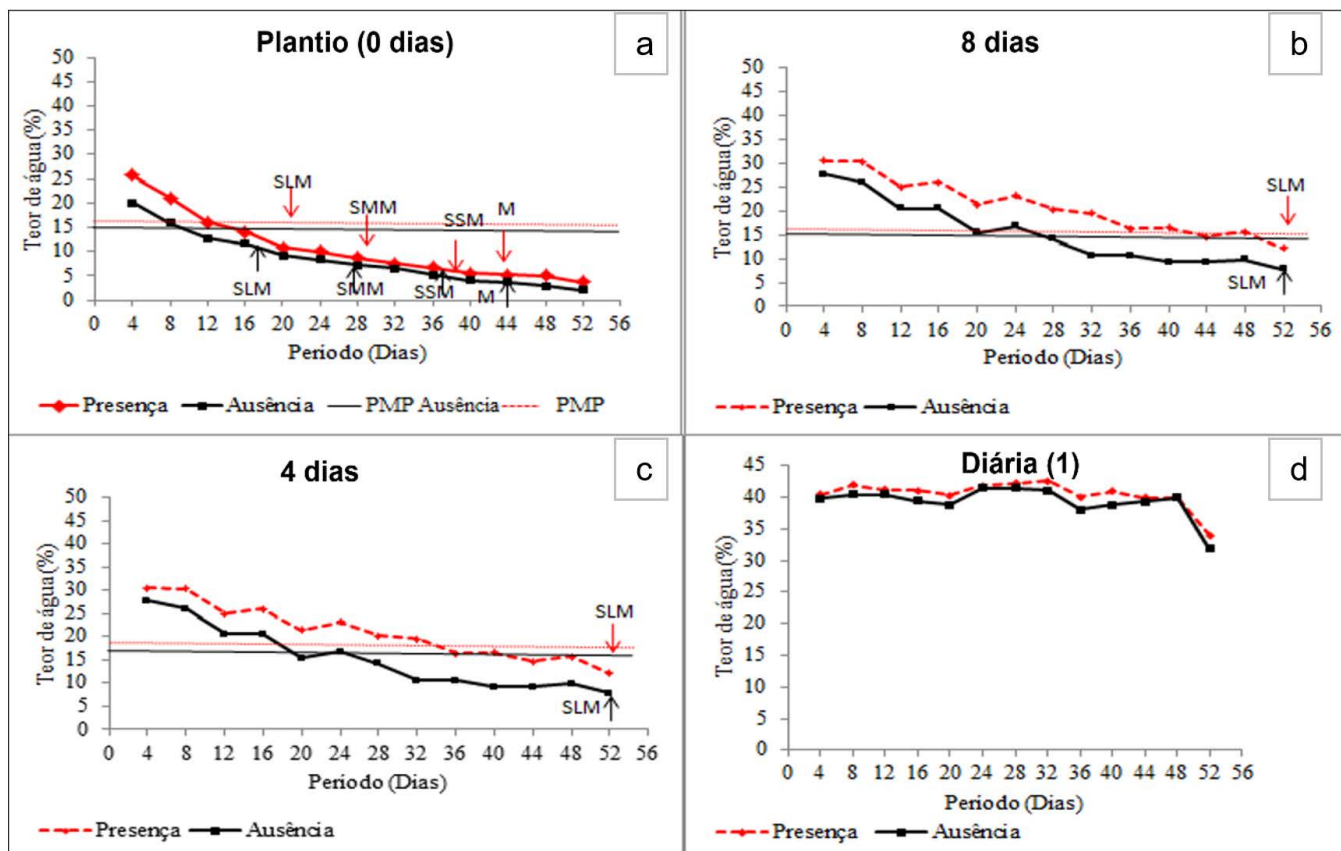 Plantio (0 dias)
a
Teor de água(%)
50
45
40
35
30
25
20
15
10
5
0
SLM
SMM
SSM
M
SLM
SMM
SSM
M
0 4 8 12 16 20 24 28 32 36 40 44 48 52 56
Período (Dias)
Presença Ausência PMP Ausência PMP
8 dias
b
Teor de água(%)
50
45
40
35
30
25
20
15
10
5
0
SLM
SLM
0 4 8 12 16 20 24 28 32 36 40 44 48 52 56
Período (Dias)
Presença Ausência
4 dias
c
Teor de água(%)
50
45
40
35
30
25
20
15
10
5
0
SLM
SLM
0 4 8 12 16 20 24 28 32 36 40 44 48 52 56
Período (Dias)
Presença Ausência
Diária (1)
d
Teor de água(%)
45
40
35
30
25
20
15
10
5
0
0 4 8 12 16 20 24 28 32 36 40 44 48 52 56
Período (Dias)
Presença Ausência